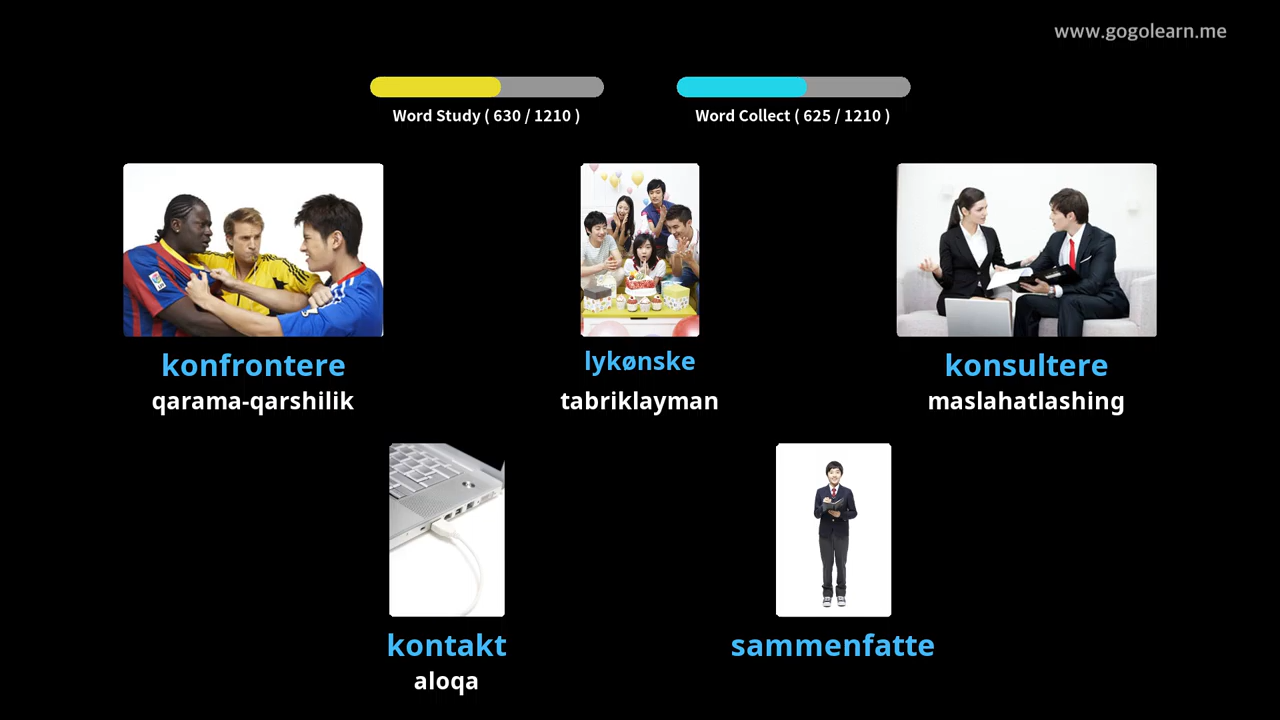 www.gogolearn.me
Word Study ( 630 / 1210 )
Word Collect ( 625 / 1210 )
konfrontere
qarama-qarshilik
lykønske
tabriklayman
konsultere
maslahatlashing
kontakt
aloqa
sammenfatte